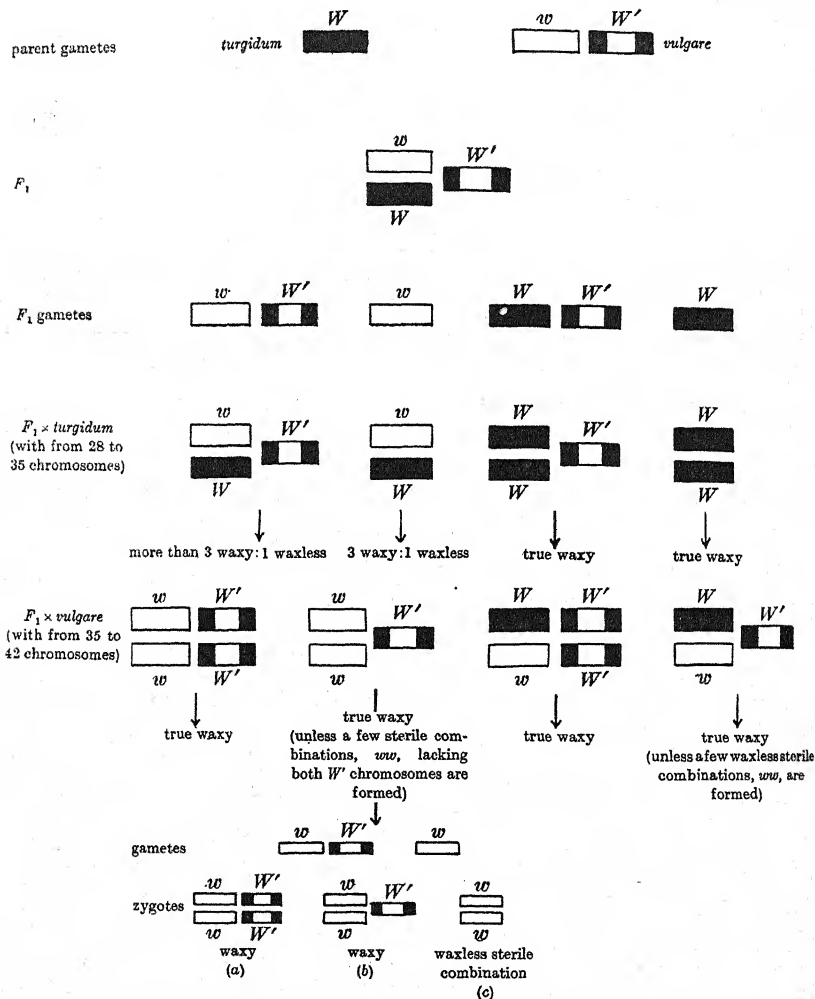 W w W'
parent gametes turgidum vulgare
w W'
F₁
W
w W' w W W' W
F₁ gametes
F₁ × turgidum w W' w W W' W
(with from 28 to
35 chromosomes)
W W W W
more than 3 waxy : 1 waxless 3 waxy : 1 waxless true waxy true waxy
F₁ × vulgare w W' w W' W W' W W'
(with from 35 to
42 chromosomes)
w W' w w W' w
true waxy true waxy true waxy true waxy
(unless a few sterile com- (unless a few waxless sterile
binations, ww, lacking combinations, ww, are
both W' chromosomes are formed)
formed)
gametes w W' w
zygotes w W' w W' w
w W' w w
waxy waxy waxless sterile
(a) (b) combination
(c)